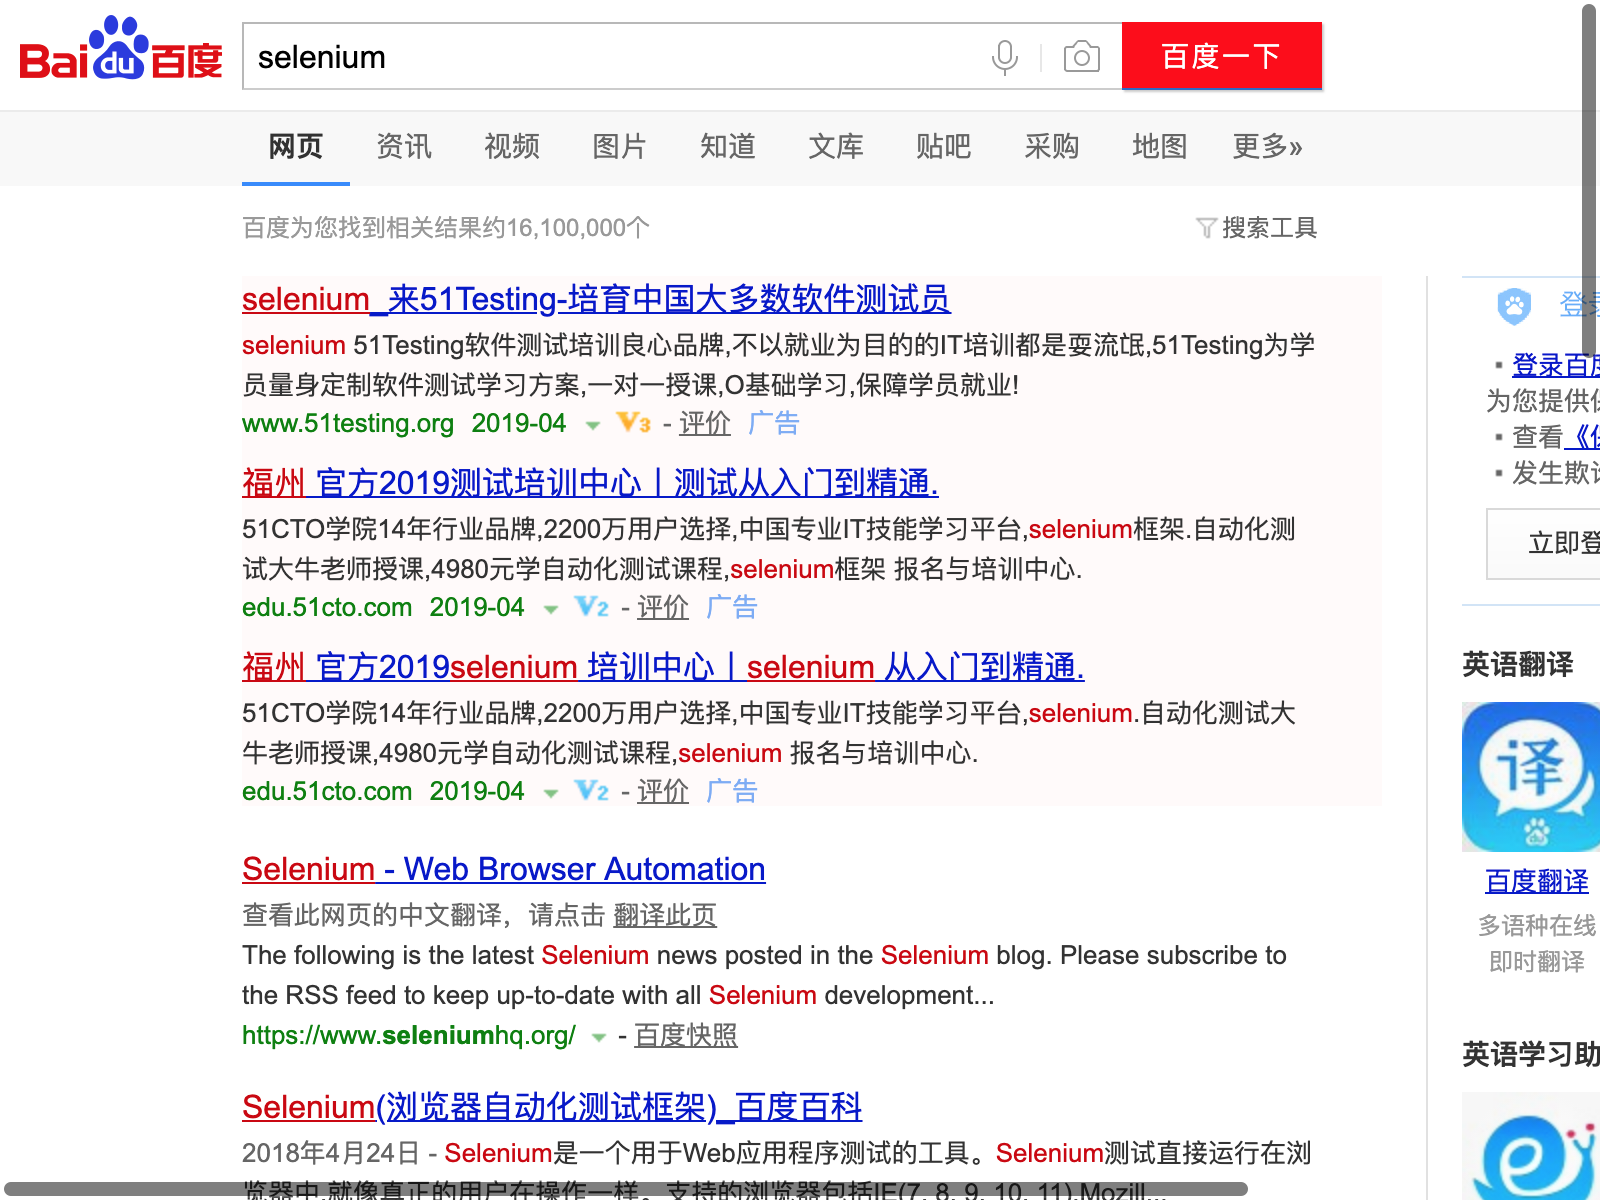 Bai du 百度
selenium
百度一下
网页 资讯 视频 图片 知道 文库 贴吧 采购 地图 更多»
百度为您找到相关结果约16,100,000个
搜索工具
selenium_来51Testing-培育中国大多数软件测试员
selenium 51Testing软件测试培训良心品牌,不以就业为目的的IT培训都是耍流氓,51Testing为学
员量身定制软件测试学习方案,一对一授课,O基础学习,保障学员就业!
www.51testing.org 2019-04 V3 - 评价 广告
福州 官方2019测试培训中心丨测试从入门到精通.
51CTO学院14年行业品牌,2200万用户选择,中国专业IT技能学习平台,selenium框架.自动化测
试大牛老师授课,4980元学自动化测试课程,selenium框架 报名与培训中心.
edu.51cto.com 2019-04 V2 - 评价 广告
福州 官方2019selenium 培训中心丨selenium 从入门到精通.
51CTO学院14年行业品牌,2200万用户选择,中国专业IT技能学习平台,selenium.自动化测试大
牛老师授课,4980元学自动化测试课程,selenium 报名与培训中心.
edu.51cto.com 2019-04 V2 - 评价 广告
Selenium - Web Browser Automation
查看此网页的中文翻译，请点击 翻译此页
The following is the latest Selenium news posted in the Selenium blog. Please subscribe to
the RSS feed to keep up-to-date with all Selenium development...
https://www.seleniumhq.org/ - 百度快照
Selenium(浏览器自动化测试框架)_百度百科
2018年4月24日 - Selenium是一个用于Web应用程序测试的工具。Selenium测试直接运行在浏
览器中,就像真正的用户在操作一样。支持的浏览器包括IE(7, 8, 9, 10, 11),Mozill...
登录
登录百度
为您提供
查看《
发生欺
立即登
英语翻译
译
du
百度翻译
多语种在线
即时翻译
英语学习助